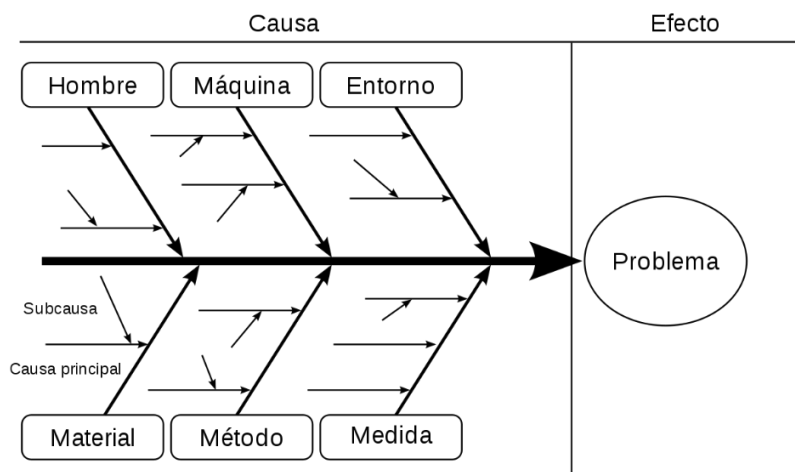 Causa
Efecto
Hombre
Máquina
Entorno
Problema
Subcausa
Causa principal
Material
Método
Medida